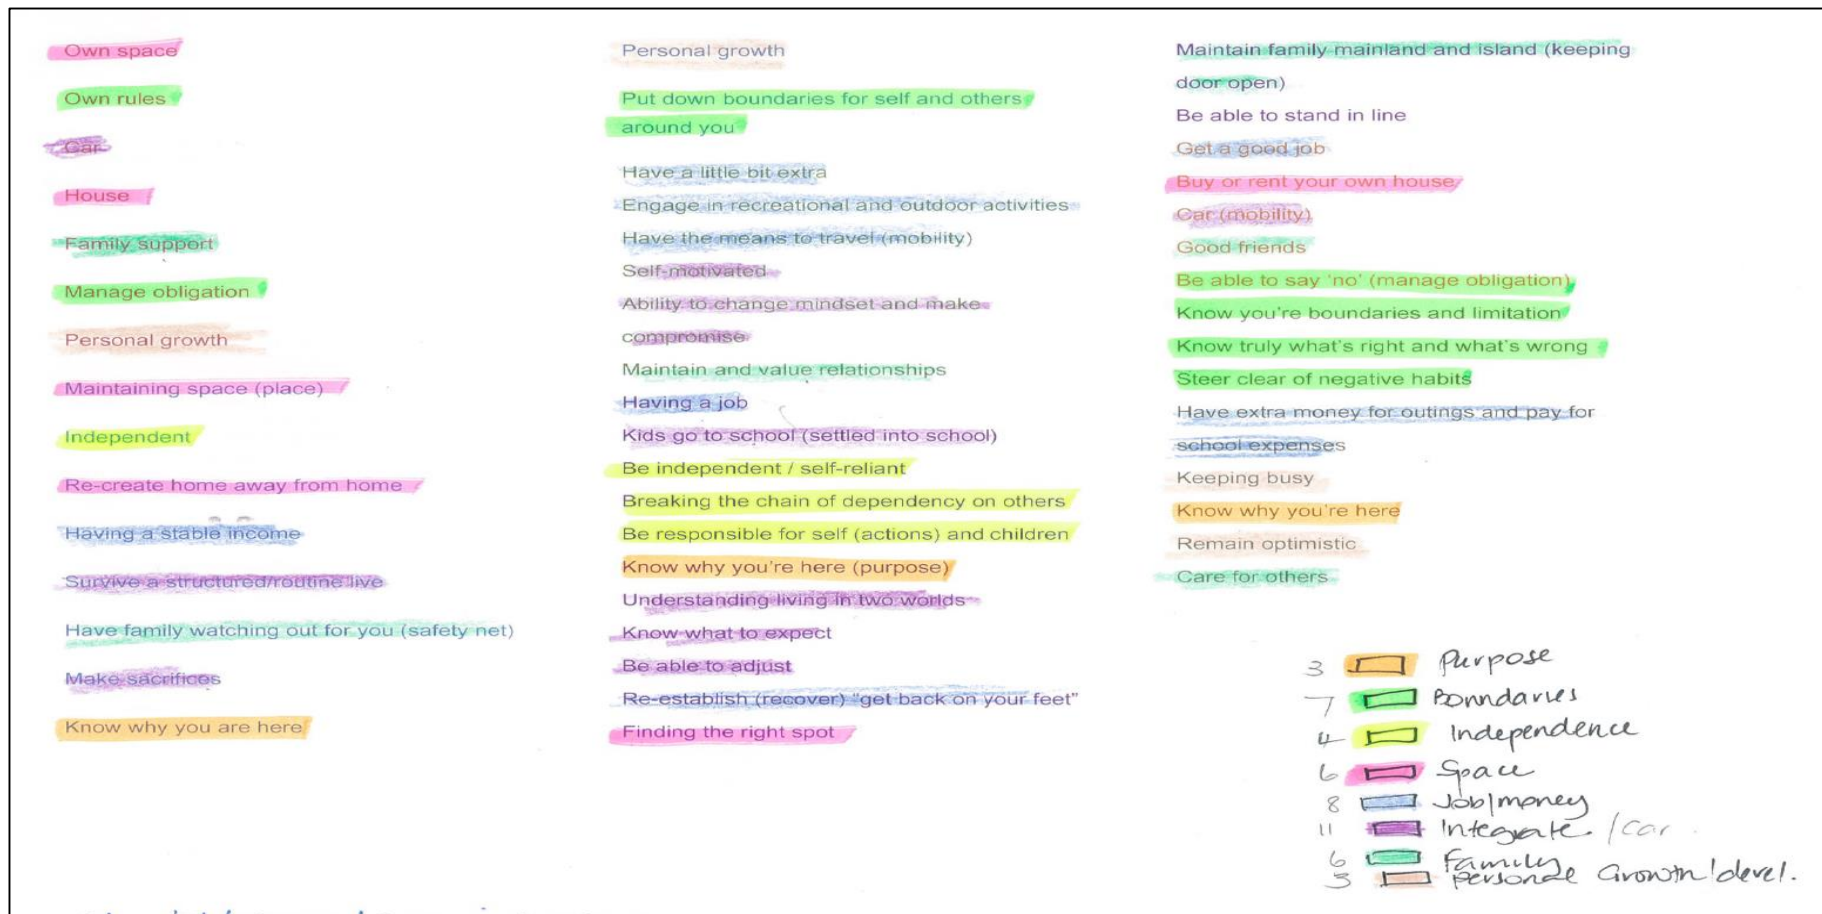 Own space
Own rules
Car
House
Family support
Manage obligation
Personal growth
Maintaining space (place)
Independent
Re-create home away from home
Having a stable income
Survive a structured/routine live
Have family watching out for you (safety net)
Make sacrifices
Know why you are here
Personal growth
Put down boundaries for self and others
around you
Have a little bit extra
Engage in recreational and outdoor activities
Have the means to travel (mobility)
Self-motivated
Ability to change mindset and make
compromise
Maintain and value relationships
Having a job
Kids go to school (settled into school)
Be independent / self-reliant
Breaking the chain of dependency on others
Be responsible for self (actions) and children
Know why you're here (purpose)
Understanding living in two worlds
Know what to expect
Be able to adjust
Re-establish (recover) “get back on your feet”
Finding the right spot
Maintain family mainland and island (keeping
door open)
Be able to stand in line
Get a good job
Buy or rent your own house
Car (mobility)
Good friends
Be able to say ‘no’ (manage obligation)
Know you're boundaries and limitation
Know truly what's right and what's wrong
Steer clear of negative habits
Have extra money for outings and pay for
school expenses
Keeping busy
Know why you're here
Remain optimistic
Care for others
3 Purpose
7 Boundaries
4 Independence
6 Space
8 Job/money
11 Integrate /Car
6 Family
5 personal Growth/devel.